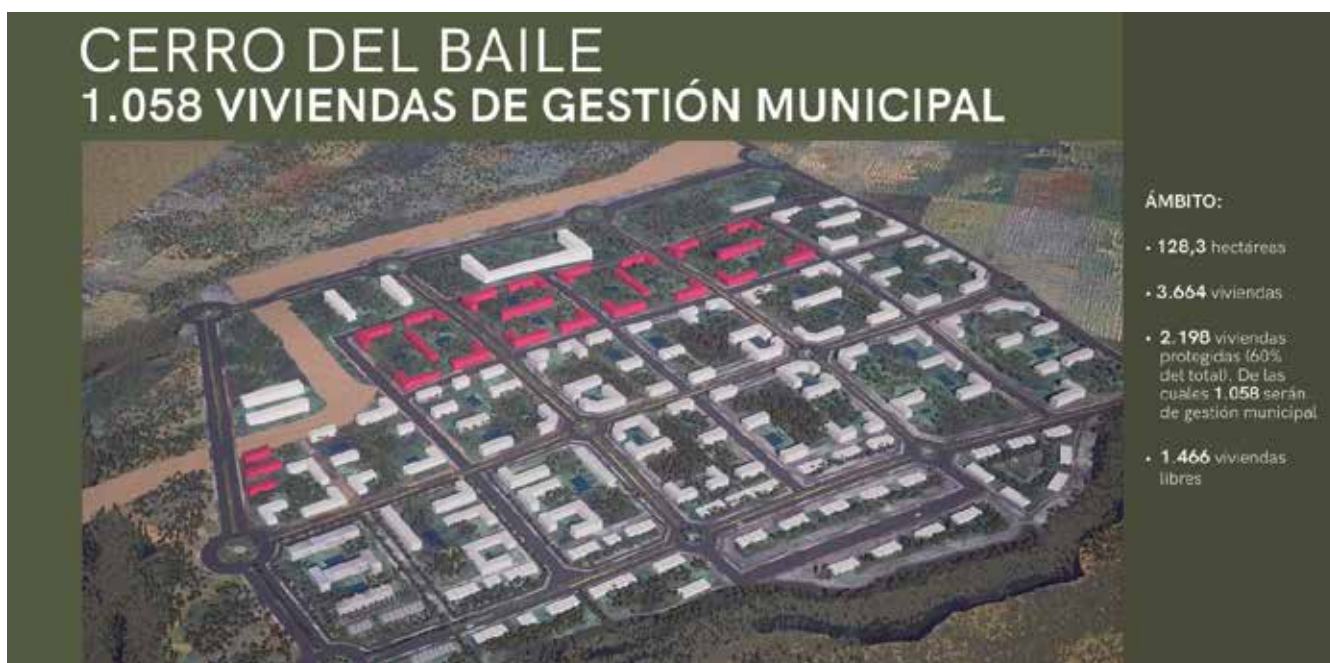 CERRO DEL BAILE
1.058 VIVIENDAS DE GESTIÓN MUNICIPAL
ÁMBITO:
• 128,3 hectáreas
• 3.664 viviendas
• 2.198 viviendas
protegidas (60%
del total). De las
cuales 1.058 serán
de gestión municipal
• 1.466 viviendas
libres